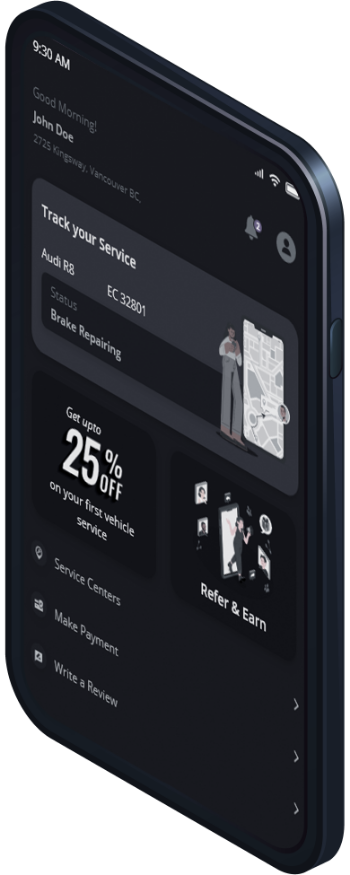 9:30 AM
Good Morning!
John Doe
2725 Kingsway, Vancouver BC,
2
Track your Service
Audi R8
EC 32801
Status
Brake Repairing
Get upto
25% OFF
on your first vehicle
service
Refer & Earn
Service Centers
Make Payment
Write a Review